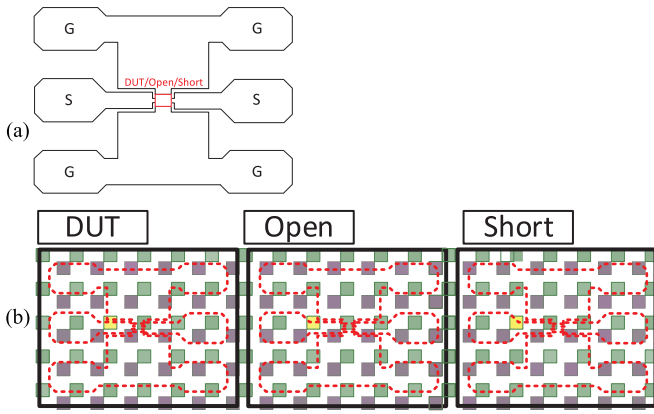 G G
DUT/Open/Short
S S
(a)
G G
DUT Open Short
(b)